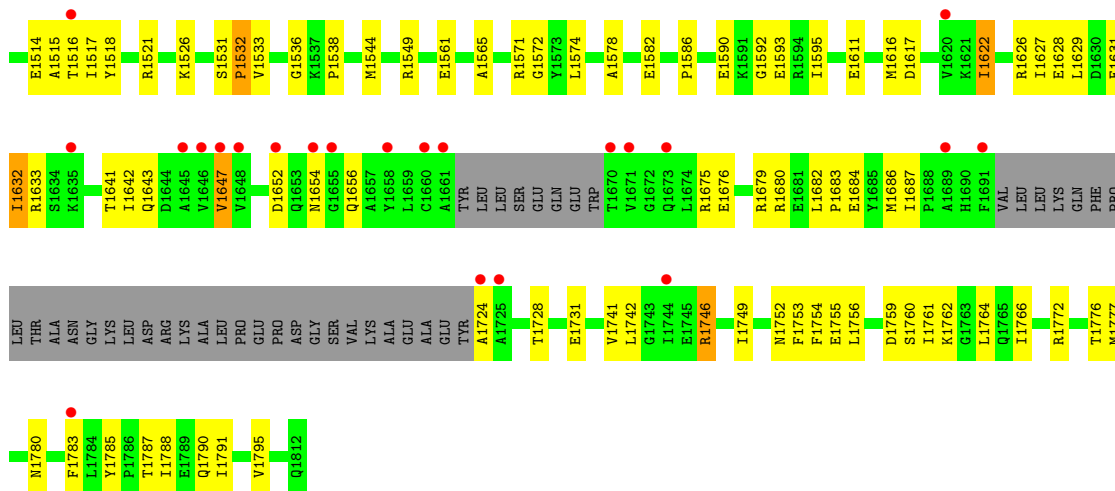 E1514 A1515 T1516 I1517 Y1518 R1521 K1526 S1531 P1532 V1533 G1536 K1537 P1538 M1544 R1549 E1561 A1565 R1571 G1572 Y1573 L1574 A1578 E1582 P1586 E1590 K1591 G1592 E1593 R1594 I1595 E1611 M1616 D1617 V1620 K1621 I1622 R1626 I1627 E1628 L1629 D1630 E1631
I1632 R1633 S1634 K1635 T1641 I1642 Q1643 D1644 A1645 V1646 V1647 V1648 D1652 Q1653 N1654 G1655 Q1656 A1657 Y1658 L1659 C1660 A1661 TYR LEU LEU SER GLU GLN GLU TRP T1670 V1671 G1672 Q1673 L1674 R1675 E1676 R1679 R1680 E1681 L1682 P1683 E1684 Y1685 M1686 I1687 P1688 A1689 H1690 F1691 VAL LEU LEU LYS GLN PHE PRO
LEU THR ALA ASN GLY LYS LEU ASP ARG LYS ALA LEU PRO GLU PRO ASP GLY SER VAL LYS ALA GLU ALA GLU TYR A1724 A1725 T1728 E1731 V1741 L1742 G1743 I1744 E1745 R1746 I1749 N1752 F1753 F1754 E1755 L1756 D1759 S1760 I1761 K1762 G1763 L1764 Q1765 I1766 R1772 T1776 M1777
N1780 F1783 L1784 Y1785 P1786 T1787 I1788 E1789 Q1790 I1791 V1795 Q1812